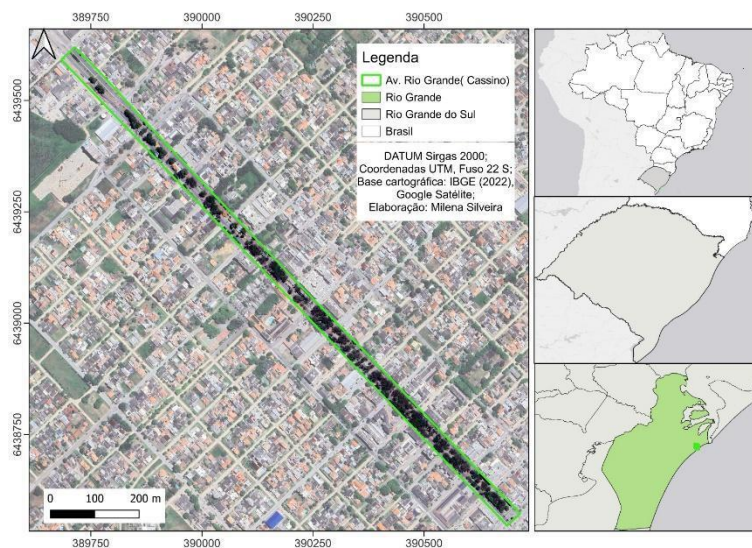 389750 390000 390250 390500
Legenda
Av. Rio Grande( Cassino)
Rio Grande
Rio Grande do Sul
Brasil
DATUM Sirgas 2000;
Coordenadas UTM, Fuso 22 S;
Base cartográfica: IBGE (2022),
Google Satélite;
Elaboração: Milena Silveira
6439500
6439250
6439000
6438750
0 100 200 m
389750 390000 390250 390500